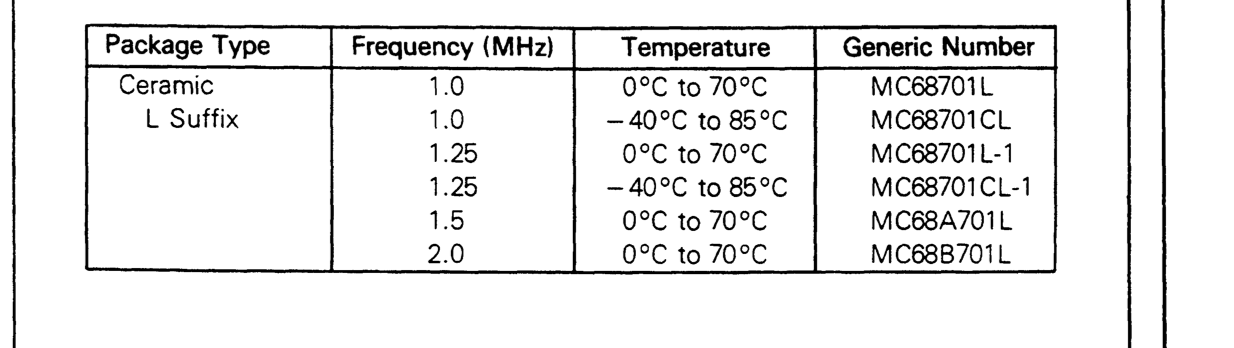 Package Type Frequency (MHz) Temperature Generic Number
Ceramic 1.0 0°C to 70°C MC68701L
L Suffix 1.0 –40°C to 85°C MC68701CL
1.25 0°C to 70°C MC68701L-1
1.25 –40°C to 85°C MC68701CL-1
1.5 0°C to 70°C MC68A701L
2.0 0°C to 70°C MC68B701L